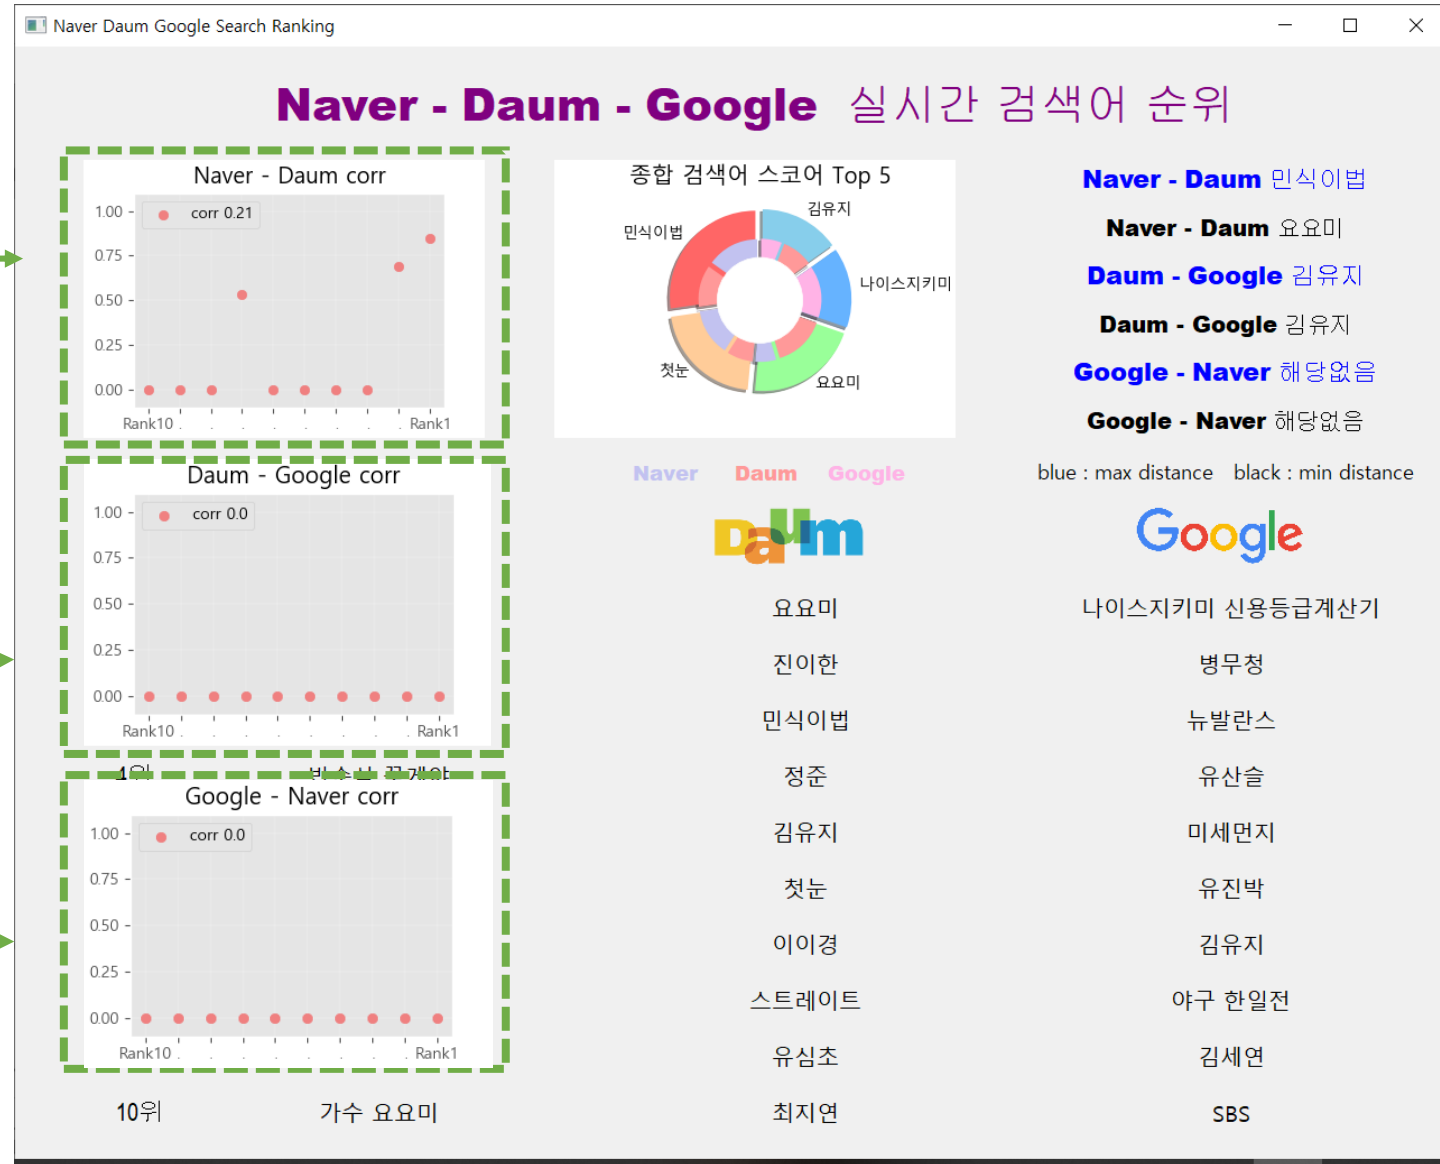 Naver Daum Google Search Ranking
Naver - Daum - Google 실시간 검색어 순위
Naver - Daum corr
corr 0.21
1.00
0.75
0.50
0.25
0.00
Rank10 . . . . . . . . Rank1
Daum - Google corr
corr 0.0
1.00
0.75
0.50
0.25
0.00
Rank10 . . . . . . . . Rank1
1위
Google - Naver corr
corr 0.0
1.00
0.75
0.50
0.25
0.00
Rank10 . . . . . . . . Rank1
10위 가수 요요미
종합 검색어 스코어 Top 5
김유지
민식이법
나이스지키미
첫눈
요요미
Naver Daum Google
Naver - Daum 민식이법
Naver - Daum 요요미
Daum - Google 김유지
Daum - Google 김유지
Google - Naver 해당없음
Google - Naver 해당없음
blue : max distance black : min distance
Daum
요요미
진이한
민식이법
정준
김유지
첫눈
이이경
스트레이트
유심초
최지연
Google
나이스지키미 신용등급계산기
병무청
뉴발란스
유산슬
미세먼지
유진박
김유지
야구 한일전
김세연
SBS